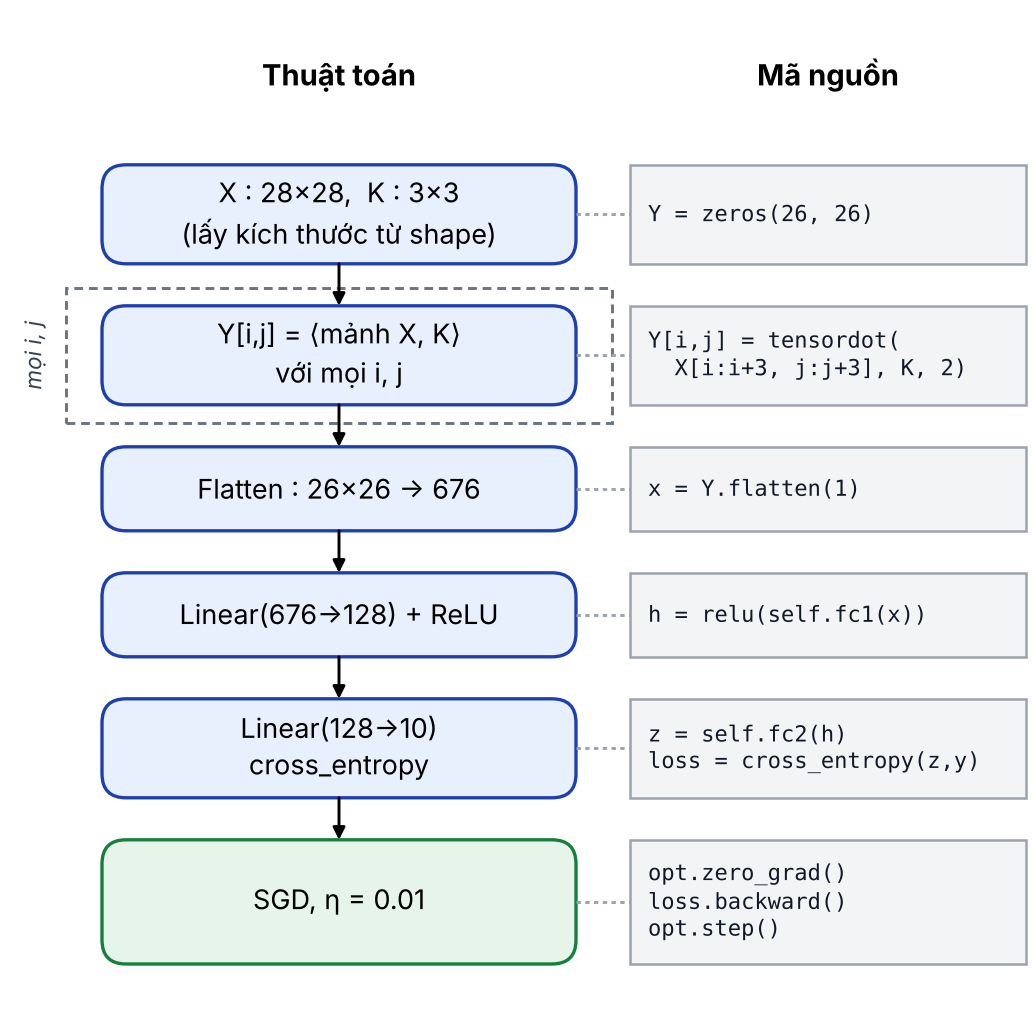 Thuật toán
Mã nguồn
X : 28×28,  K : 3×3
(lấy kích thước từ shape)
Y = zeros(26, 26)
mọi i, j
Y[i,j] = ⟨mảnh X, K⟩
với mọi i, j
Y[i,j] = tensordot(
  X[i:i+3, j:j+3], K, 2)
Flatten : 26×26 → 676
x = Y.flatten(1)
Linear(676→128) + ReLU
h = relu(self.fc1(x))
Linear(128→10)
cross_entropy
z = self.fc2(h)
loss = cross_entropy(z,y)
SGD, η = 0.01
opt.zero_grad()
loss.backward()
opt.step()